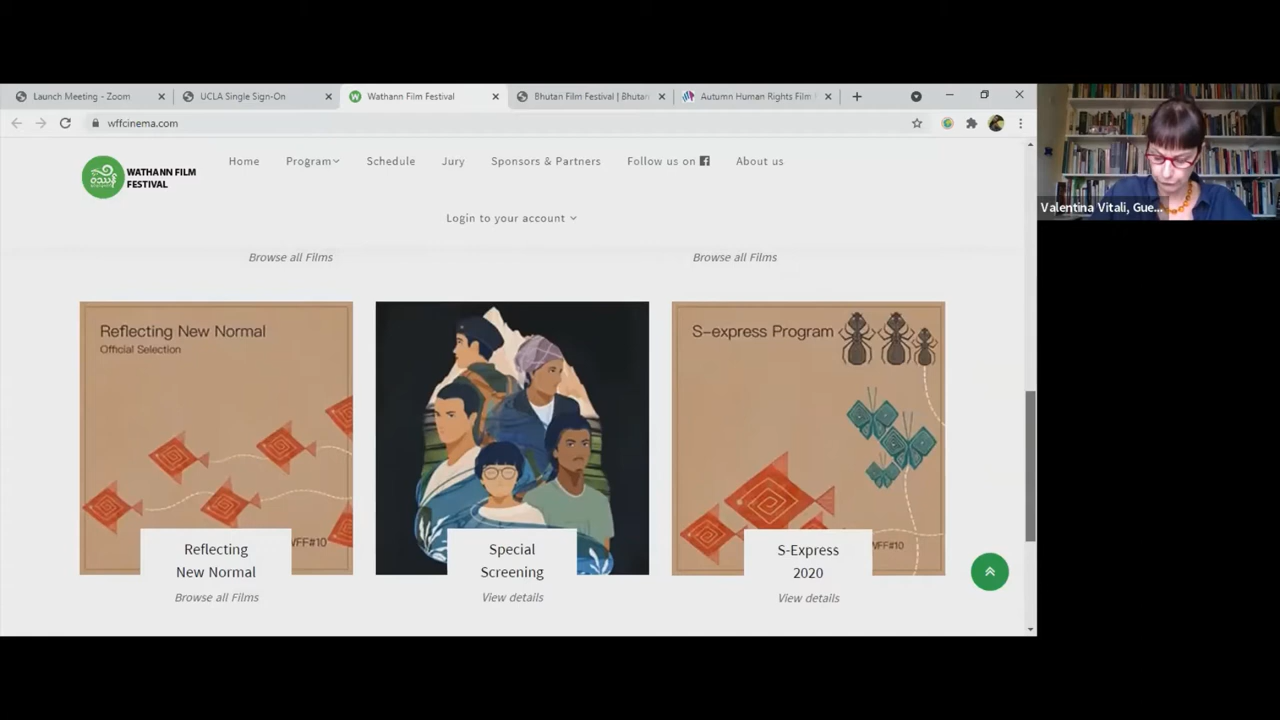 Launch Meeting - Zoom
UCLA Single Sign-On
Wathann Film Festival
Bhutan Film Festival | Bhutan
Autumn Human Rights Film
wffcinema.com
WATHANN FILM
FESTIVAL
Home
Program
Schedule
Jury
Sponsors & Partners
Follow us on
About us
Login to your account
Browse all Films
Browse all Films
Reflecting New Normal
Official Selection
WFF#10
Reflecting
New Normal
Browse all Films
Special
Screening
View details
S-express Program
WFF#10
S-Express
2020
View details
Valentina Vitali, Gue...